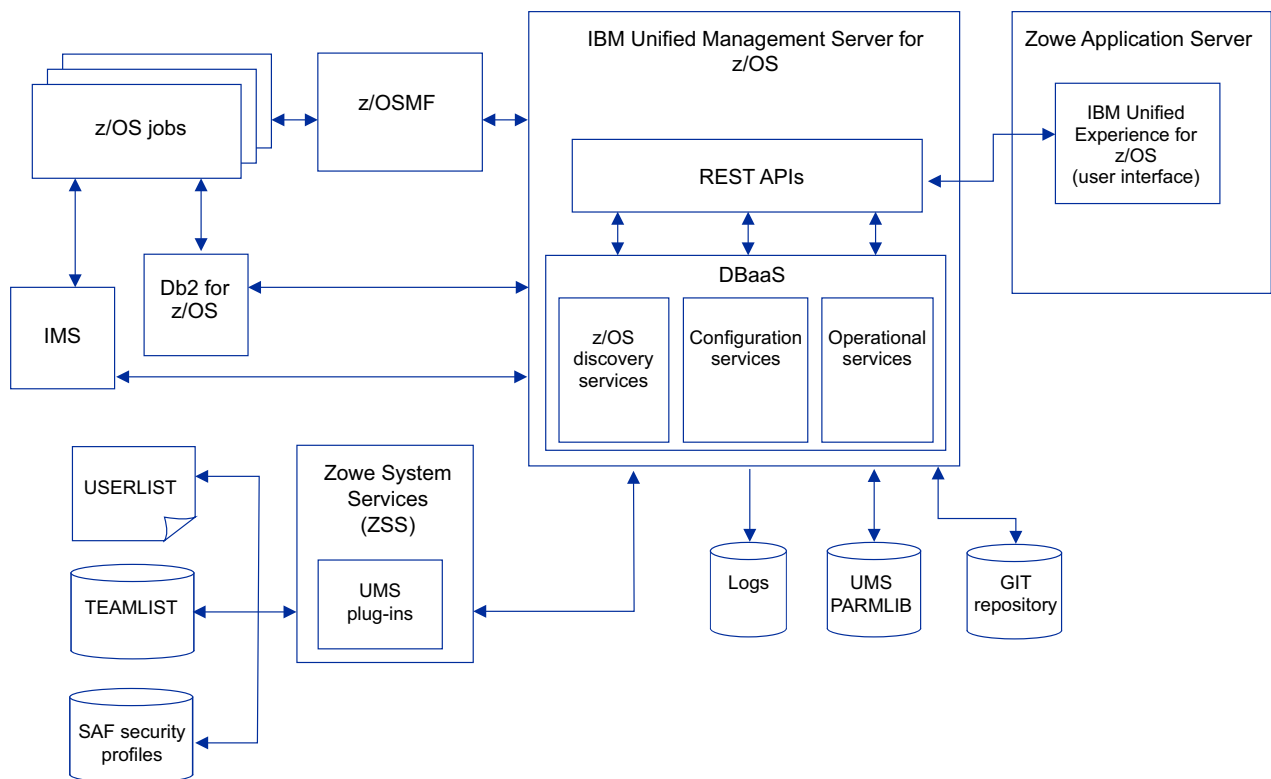 IBM Unified Management Server for
z/OS
Zowe Application Server
z/OS jobs
z/OSMF
IBM Unified
Experience for
z/OS
(user interface)
REST APIs
Db2 for
z/OS
IMS
DBaaS
z/OS
discovery
services
Configuration
services
Operational
services
USERLIST
TEAMLIST
SAF security
profiles
Zowe System
Services
(ZSS)
UMS
plug-ins
Logs
UMS
PARMLIB
GIT
repository